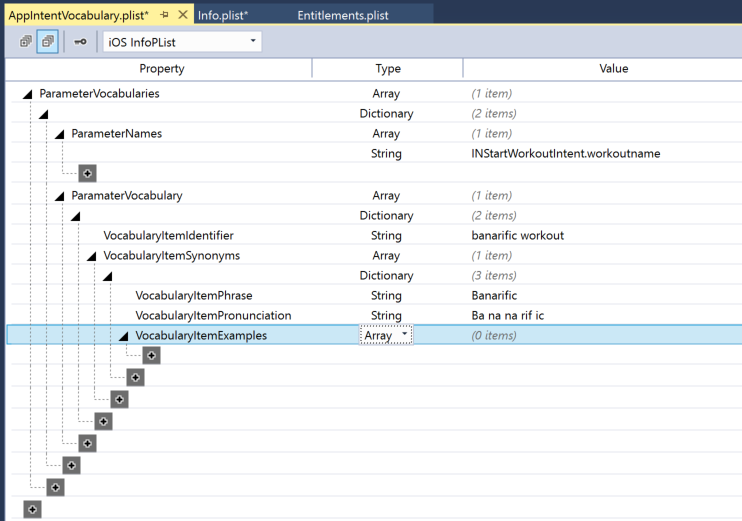 AppIntentVocabulary.plist* Info.plist* Entitlements.plist
iOS InfoPList
Property Type Value
ParameterVocabularies Array (1 item)
Dictionary (2 items)
ParameterNames Array (1 item)
String INStartWorkoutIntent.workoutname
ParamaterVocabulary Array (1 item)
Dictionary (2 items)
VocabularyItemIdentifier String banarific workout
VocabularyItemSynonyms Array (1 item)
Dictionary (3 items)
VocabularyItemPhrase String Banarific
VocabularyItemPronunciation String Ba na na rif ic
VocabularyItemExamples Array (0 items)